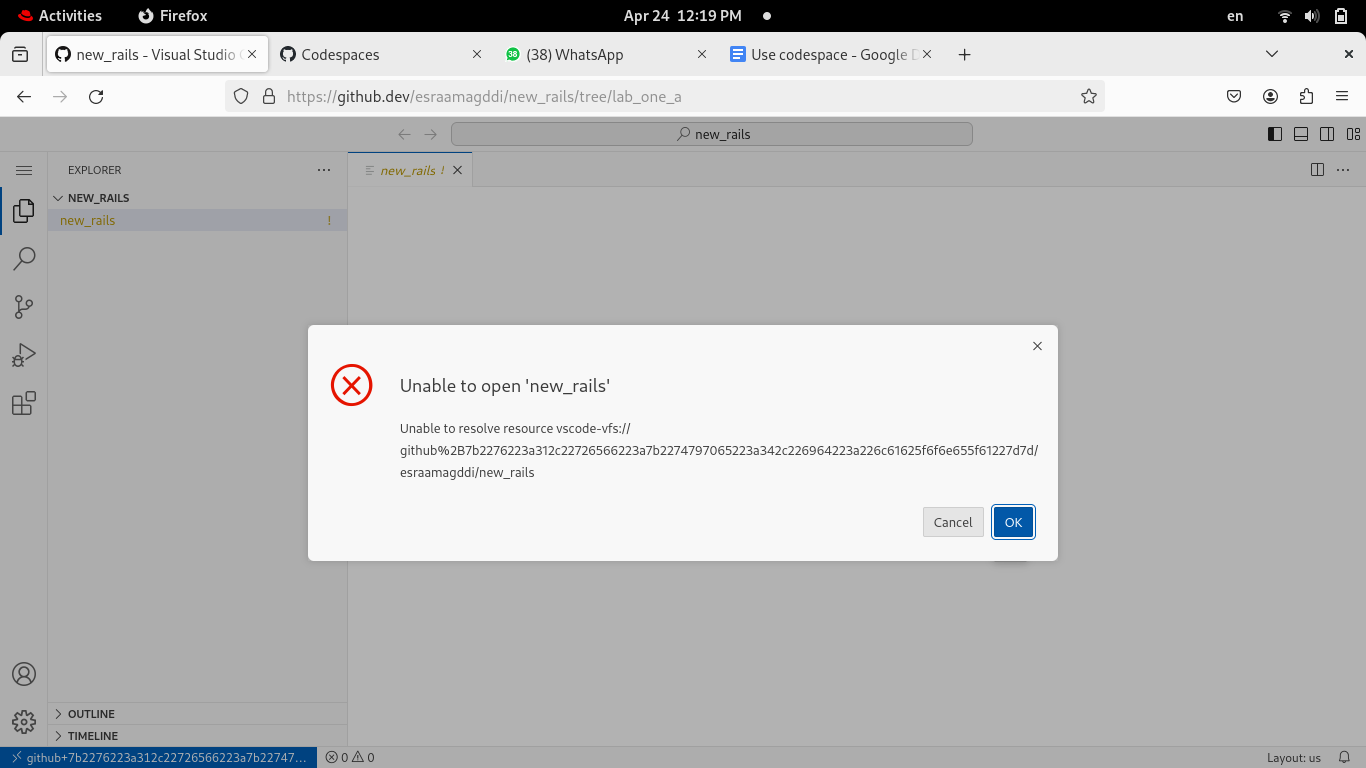 Activities Firefox Apr 24 12:19 PM en
new_rails - Visual Studio Codespaces (38) WhatsApp Use codespace - Google
https://github.dev/esraamagddi/new_rails/tree/lab_one_a
new_rails
EXPLORER
new_rails !
NEW_RAILS
new_rails !
Unable to open 'new_rails'
Unable to resolve resource vscode-vfs://
github%2B7b2276223a312c22726566223a7b2274797065223a342c226964223a226c61625f6f6e655f61227d7d/
esraamagddi/new_rails
Cancel OK
OUTLINE
TIMELINE
github+7b2276223a312c22726566223a7b22747... 0 0 Layout: us